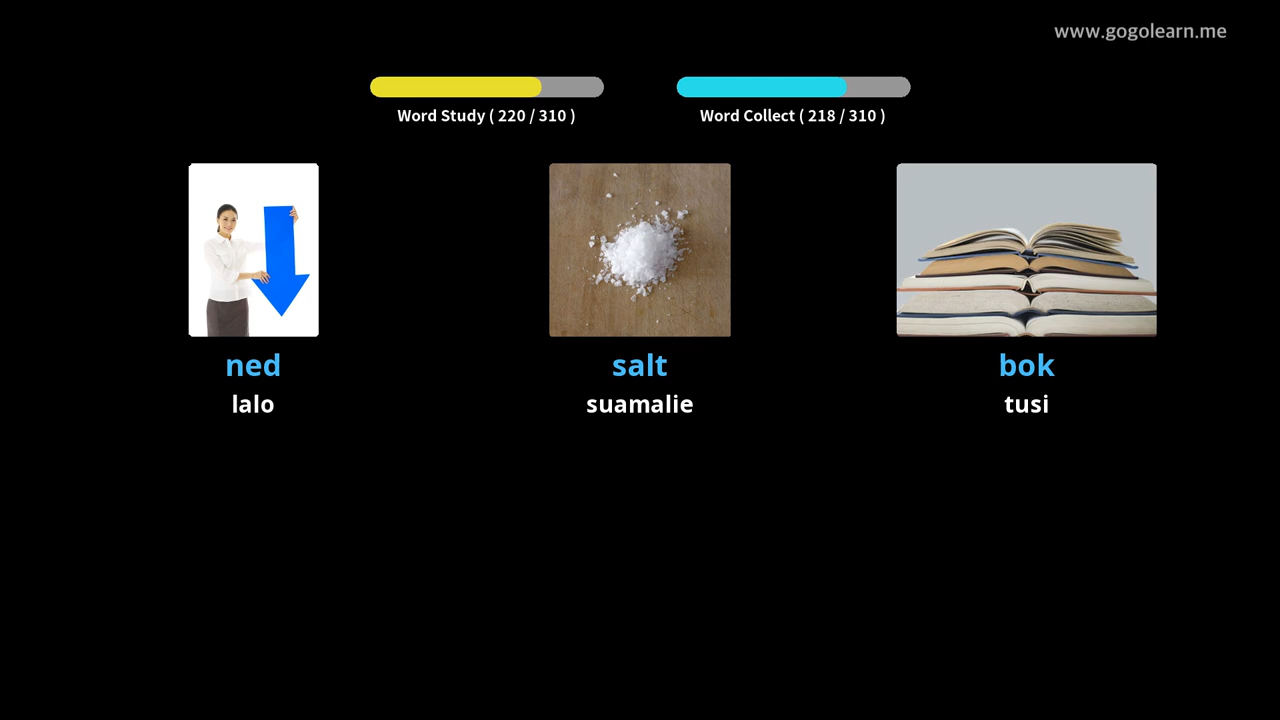 www.gogolearn.me
Word Study ( 220 / 310 )
Word Collect ( 218 / 310 )
ned
lalo
salt
suamalie
bok
tusi